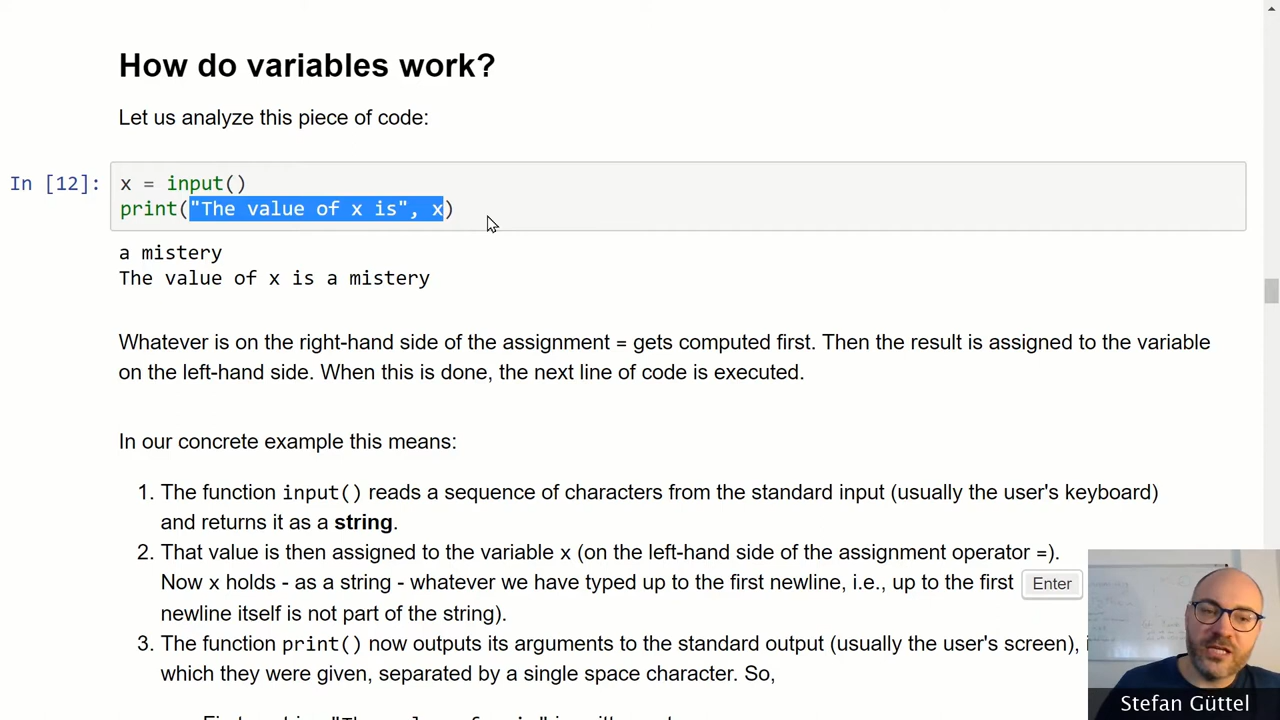 How do variables work?
Let us analyze this piece of code:
In [12]:
x = input()
print("The value of x is", x)
a mistery
The value of x is a mistery
Whatever is on the right-hand side of the assignment = gets computed first. Then the result is assigned to the variable
on the left-hand side. When this is done, the next line of code is executed.
In our concrete example this means:
1. The function input() reads a sequence of characters from the standard input (usually the user's keyboard)
and returns it as a string.
2. That value is then assigned to the variable x (on the left-hand side of the assignment operator =).
Now x holds - as a string - whatever we have typed up to the first newline, i.e., up to the first Enter
newline itself is not part of the string).
3. The function print() now outputs its arguments to the standard output (usually the user's screen),
which they were given, separated by a single space character. So,
Stefan Güttel